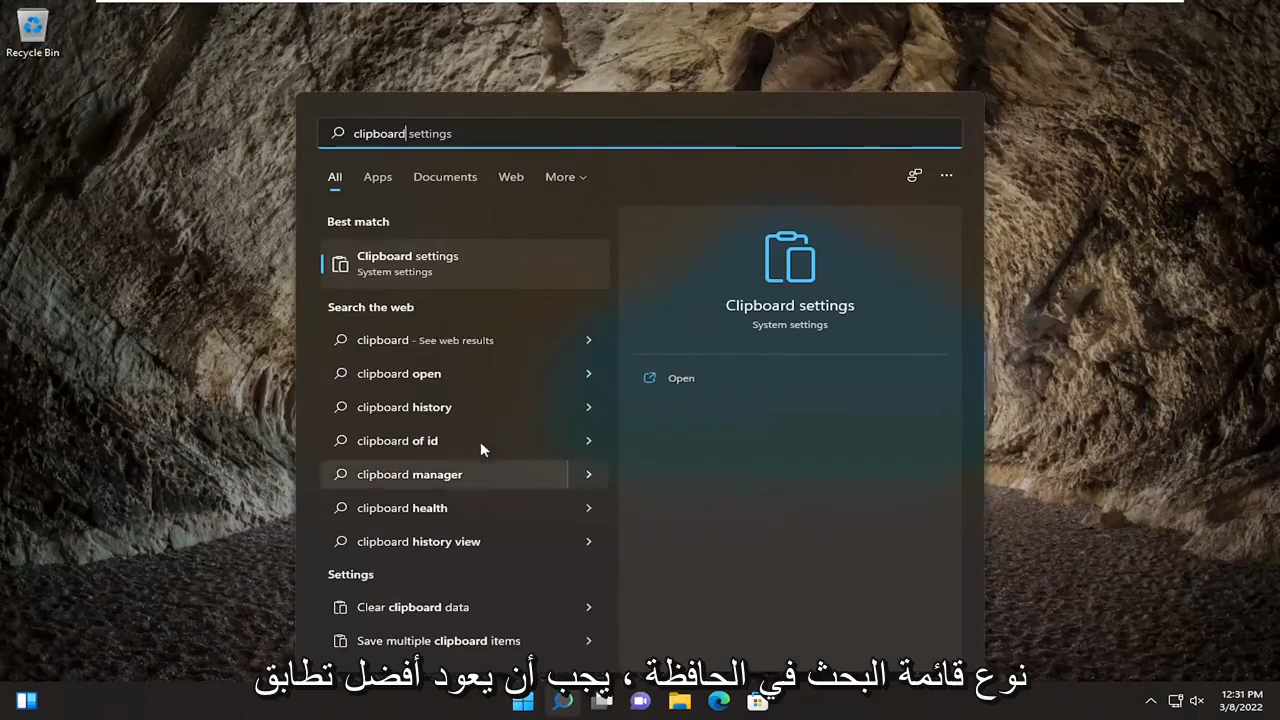 Recycle Bin
clipboard settings
All Apps Documents Web More
Best match
Clipboard settings
System settings
Search the web
clipboard - See web results
clipboard open
clipboard history
clipboard of id
clipboard manager
clipboard health
clipboard history view
Settings
Clear clipboard data
Save multiple clipboard items
Clipboard settings
System settings
Open
نوع قائمة البحث في الحافظة ، يجب أن يعود أفضل تطابق
12:31 PM
3/8/2022